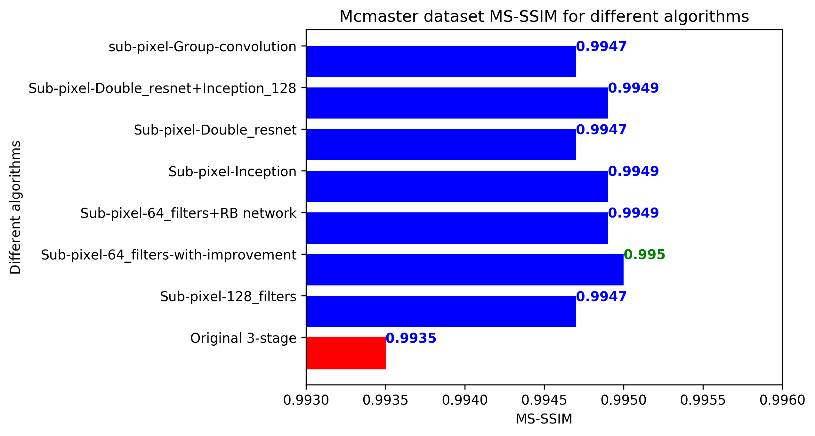 Mcmaster dataset MS-SSIM for different algorithms
sub-pixel-Group-convolution 0.9947
Sub-pixel-Double_resnet+Inception_128 0.9949
Sub-pixel-Double_resnet 0.9947
Sub-pixel-Inception 0.9949
Sub-pixel-64_filters+RB network 0.9949
Sub-pixel-64_filters-with-improvement 0.995
Sub-pixel-128_filters 0.9947
Original 3-stage 0.9935
Different algorithms
0.9930 0.9935 0.9940 0.9945 0.9950 0.9955 0.9960
MS-SSIM